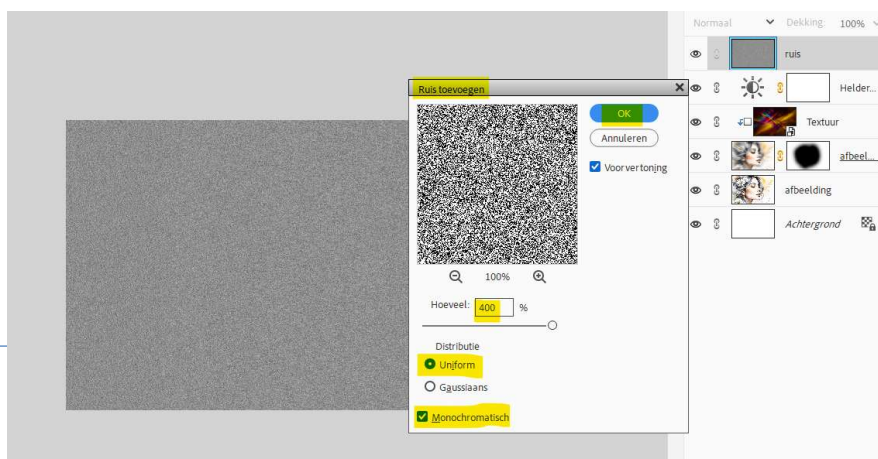 Normaal Dekking: 100%
ruis
Ruis toevoegen
Helder...
OK
Textuur
Annuleren
Voorvertoning
afbeel...
afbeelding
Achtergrond
100%
Hoeveel: 400 %
Distributie
Uniform
Gaussiaans
Monochromatisch